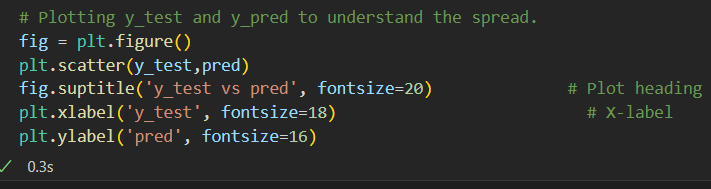 # Plotting y_test and y_pred to understand the spread.
fig = plt.figure()
plt.scatter(y_test,pred)
fig.suptitle('y_test vs pred', fontsize=20)             # Plot heading
plt.xlabel('y_test', fontsize=18)                        # X-label
plt.ylabel('pred', fontsize=16)
✓ 0.3s